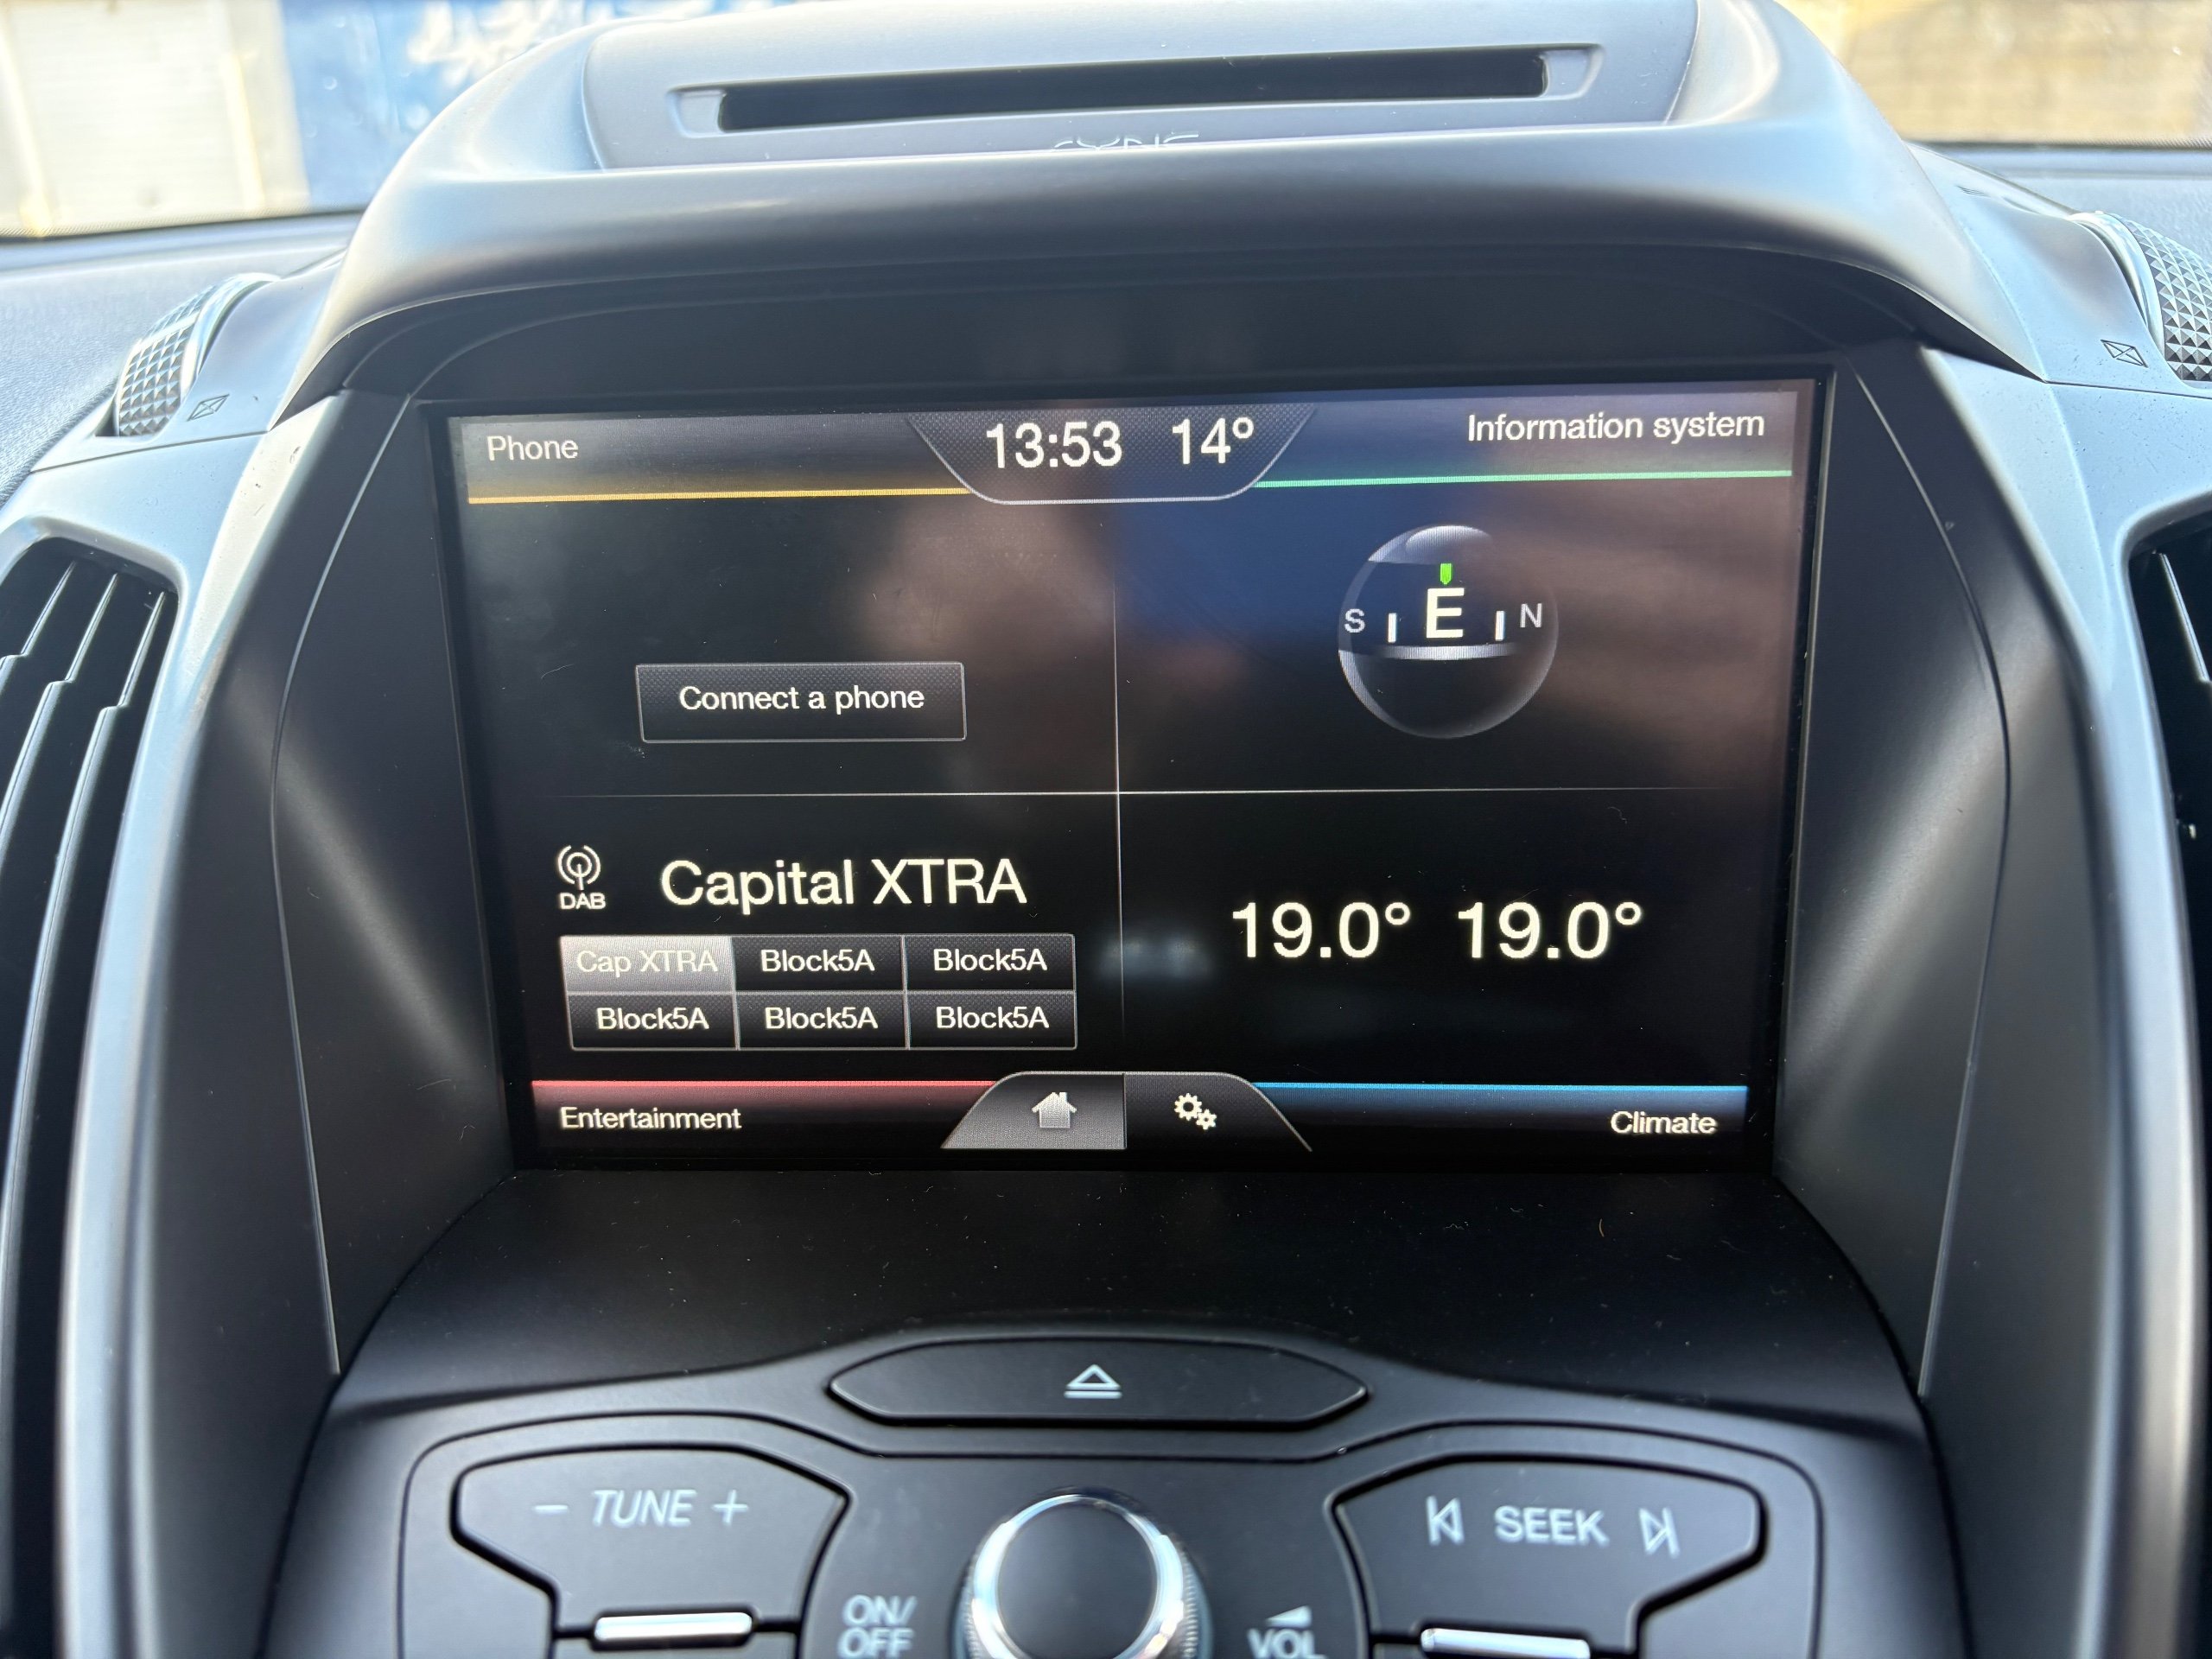 Phone
13:53 14°
Information system
S E N
Connect a phone
DAB
Capital XTRA
Cap XTRA Block5A Block5A
Block5A Block5A Block5A
19.0° 19.0°
Entertainment
Climate
- TUNE +
SEEK
ON/
OFF
VOL